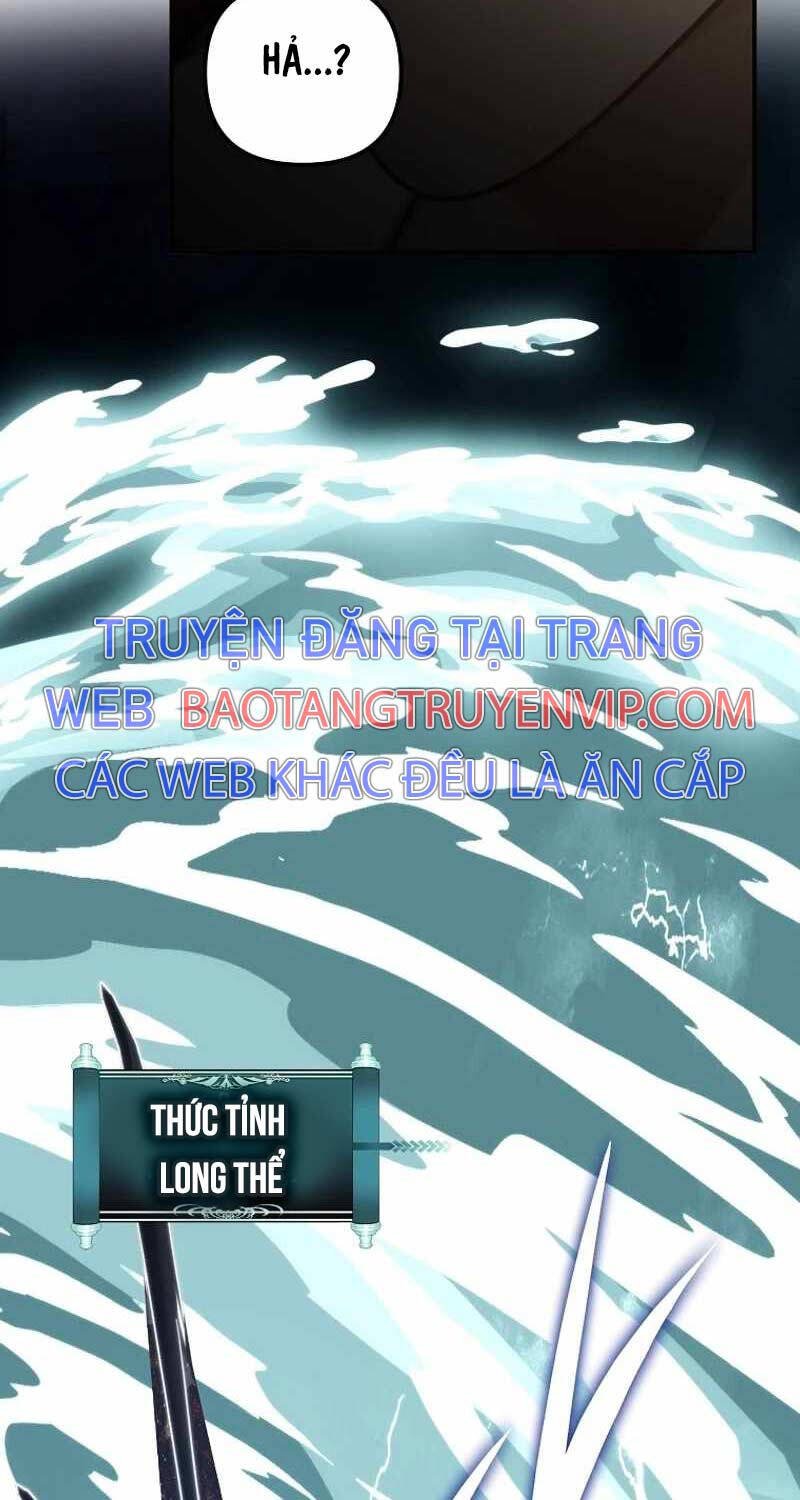 HẢ...?
TRUYỆN ĐĂNG TẠI TRANG
WEB BAOTANGTRUYENVIP.COM
CÁC WEB KHÁC ĐỀU LÀ ĂN CẮP
THỨC TỈNH
LONG THỂ